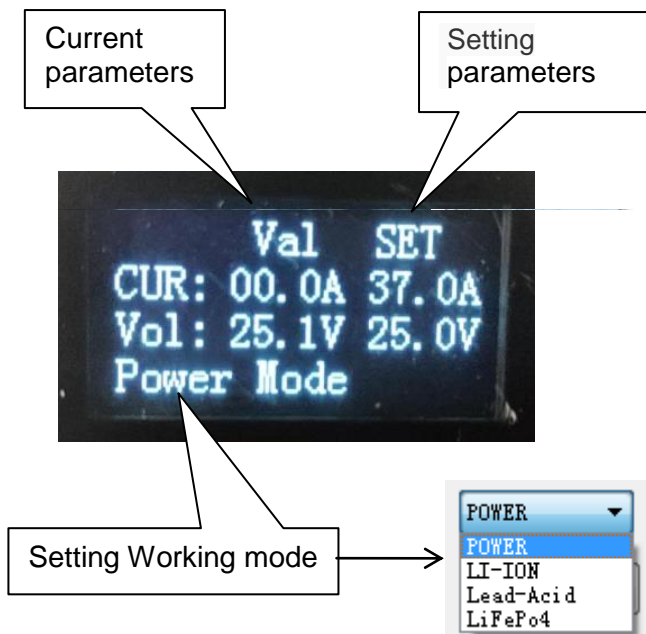 Current
parameters
Setting
parameters
Val SET
CUR: 00.0A 37.0A
Vol: 25.1V 25.0V
Power Mode
Setting Working mode
POWER
POWER
LI-ION
Lead-Acid
LiFePo4